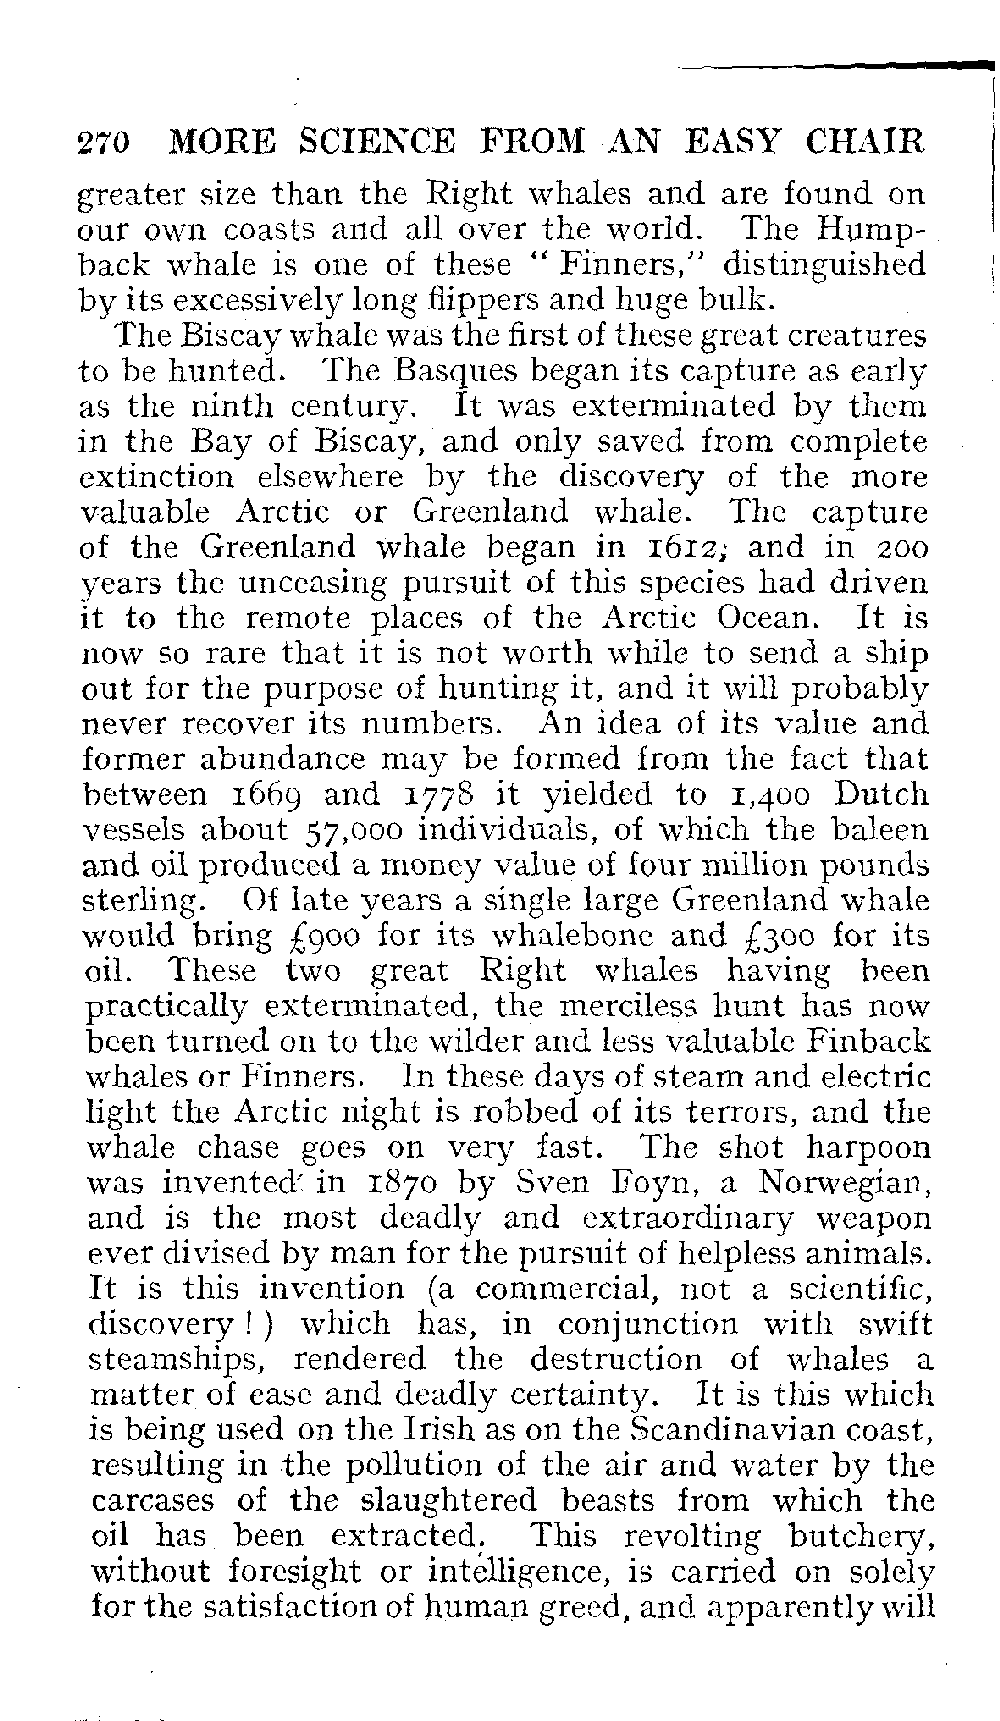 270 MORE SCIENCE FROM AN EASY CHAIR
greater size than the Right whales and are found on
our own coasts and all over the world. The Hump-
back whale is one of these “ Finners,” distinguished
by its excessively long flippers and huge bulk.
The Biscay whale was the first of these great creatures
to be hunted. The Basques began its capture as early
as the ninth century. It was exterminated by them
in the Bay of Biscay, and only saved from complete
extinction elsewhere by the discovery of the more
valuable Arctic or Greenland whale. The capture
of the Greenland whale began in 1612; and in 200
years the unceasing pursuit of this species had driven
it to the remote places of the Arctic Ocean. It is
now so rare that it is not worth while to send a ship
out for the purpose of hunting it, and it will probably
never recover its numbers. An idea of its value and
former abundance may be formed from the fact that
between 1669 and 1778 it yielded to 1,400 Dutch
vessels about 57,000 individuals, of which the baleen
and oil produced a money value of four million pounds
sterling. Of late years a single large Greenland whale
would bring £900 for its whalebone and £300 for its
oil. These two great Right whales having been
practically exterminated, the merciless hunt has now
been turned on to the wilder and less valuable Finback
whales or Finners. In these days of steam and electric
light the Arctic night is robbed of its terrors, and the
whale chase goes on very fast. The shot harpoon
was invented in 1870 by Sven Foyn, a Norwegian,
and is the most deadly and extraordinary weapon
ever divised by man for the pursuit of helpless animals.
It is this invention (a commercial, not a scientific,
discovery ! ) which has, in conjunction with swift
steamships, rendered the destruction of whales a
matter of ease and deadly certainty. It is this which
is being used on the Irish as on the Scandinavian coast,
resulting in the pollution of the air and water by the
carcases of the slaughtered beasts from which the
oil has been extracted. This revolting butchery,
without foresight or intelligence, is carried on solely
for the satisfaction of human greed, and apparently will